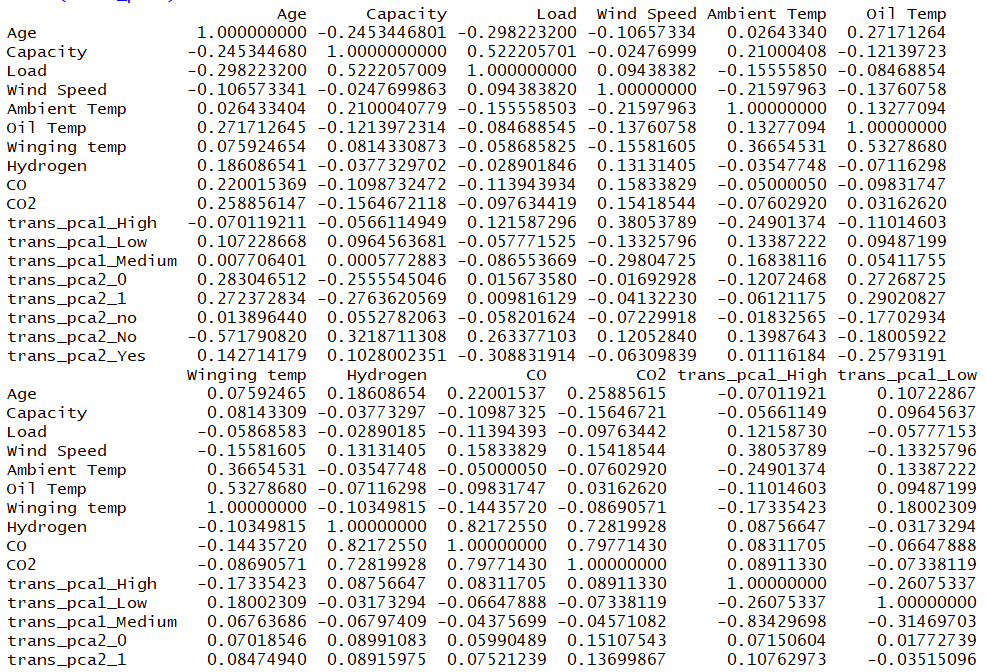 Age Capacity Load Wind Speed Ambient Temp Oil Temp
Age 1.000000000 -0.2453446801 -0.298223200 -0.10657334 0.02643340 0.27171264
Capacity -0.245344680 1.0000000000 0.522205701 -0.02476999 0.21000408 -0.12139723
Load -0.298223200 0.5222057009 1.000000000 0.09438382 -0.15555850 -0.08468854
Wind Speed -0.106573341 -0.0247699863 0.094383820 1.00000000 -0.21597963 -0.13760758
Ambient Temp 0.026433404 0.2100040779 -0.155558503 -0.21597963 1.00000000 0.13277094
Oil Temp 0.271712645 -0.1213972314 -0.084688545 -0.13760758 0.13277094 1.00000000
Winging temp 0.075924654 0.0814330873 -0.058685825 -0.15581605 0.36654531 0.53278680
Hydrogen 0.186086541 -0.0377329702 -0.028901846 0.13131405 -0.03547748 -0.07116298
CO 0.220015369 -0.1098732472 -0.113943934 0.15833829 -0.05000050 -0.09831747
CO2 0.258856147 -0.1564672118 -0.097634419 0.15418544 -0.07602920 0.03162620
trans_pca1_High -0.070119211 -0.0566114949 0.121587296 0.38053789 -0.24901374 -0.11014603
trans_pca1_Low 0.107228668 0.0964563681 -0.057771525 -0.13325796 0.13387222 0.09487199
trans_pca1_Medium 0.007706401 0.0005772883 -0.086553669 -0.29804725 0.16838116 0.05411755
trans_pca2_0 0.283046512 -0.2555545046 0.015673580 -0.01692928 -0.12072468 0.27268725
trans_pca2_1 0.272372834 -0.2763620569 0.009816129 -0.04132230 -0.06121175 0.29020827
trans_pca2_no 0.013896440 0.0552782063 -0.058201624 -0.07229918 -0.01832565 -0.17702934
trans_pca2_No -0.571790820 0.3218711308 0.263377103 0.12052840 0.13987643 -0.18005922
trans_pca2_Yes 0.142714179 0.1028002351 -0.308831914 -0.06309839 0.01116184 -0.25793191
Winging temp Hydrogen CO CO2 trans_pca1_High trans_pca1_Low
Age 0.07592465 0.18608654 0.22001537 0.25885615 -0.07011921 0.10722867
Capacity 0.08143309 -0.03773297 -0.10987325 -0.15646721 -0.05661149 0.09645637
Load -0.05868583 -0.02890185 -0.11394393 -0.09763442 0.12158730 -0.05777153
Wind Speed -0.15581605 0.13131405 0.15833829 0.15418544 0.38053789 -0.13325796
Ambient Temp 0.36654531 -0.03547748 -0.05000050 -0.07602920 -0.24901374 0.13387222
Oil Temp 0.53278680 -0.07116298 -0.09831747 0.03162620 -0.11014603 0.09487199
Winging temp 1.00000000 -0.10349815 -0.14435720 -0.08690571 -0.17335423 0.18002309
Hydrogen -0.10349815 1.00000000 0.82172550 0.72819928 0.08756647 -0.03173294
CO -0.14435720 0.82172550 1.00000000 0.79771430 0.08311705 -0.06647888
CO2 -0.08690571 0.72819928 0.79771430 1.00000000 0.08911330 -0.07338119
trans_pca1_High -0.17335423 0.08756647 0.08311705 0.08911330 1.00000000 -0.26075337
trans_pca1_Low 0.18002309 -0.03173294 -0.06647888 -0.07338119 -0.26075337 1.00000000
trans_pca1_Medium 0.06763686 -0.06797409 -0.04375699 -0.04571082 -0.83429698 -0.31469703
trans_pca2_0 0.07018546 0.08991083 0.05990489 0.15107543 0.07150604 0.01772739
trans_pca2_1 0.08474940 0.08915975 0.07521239 0.13699867 0.10762973 -0.03515096